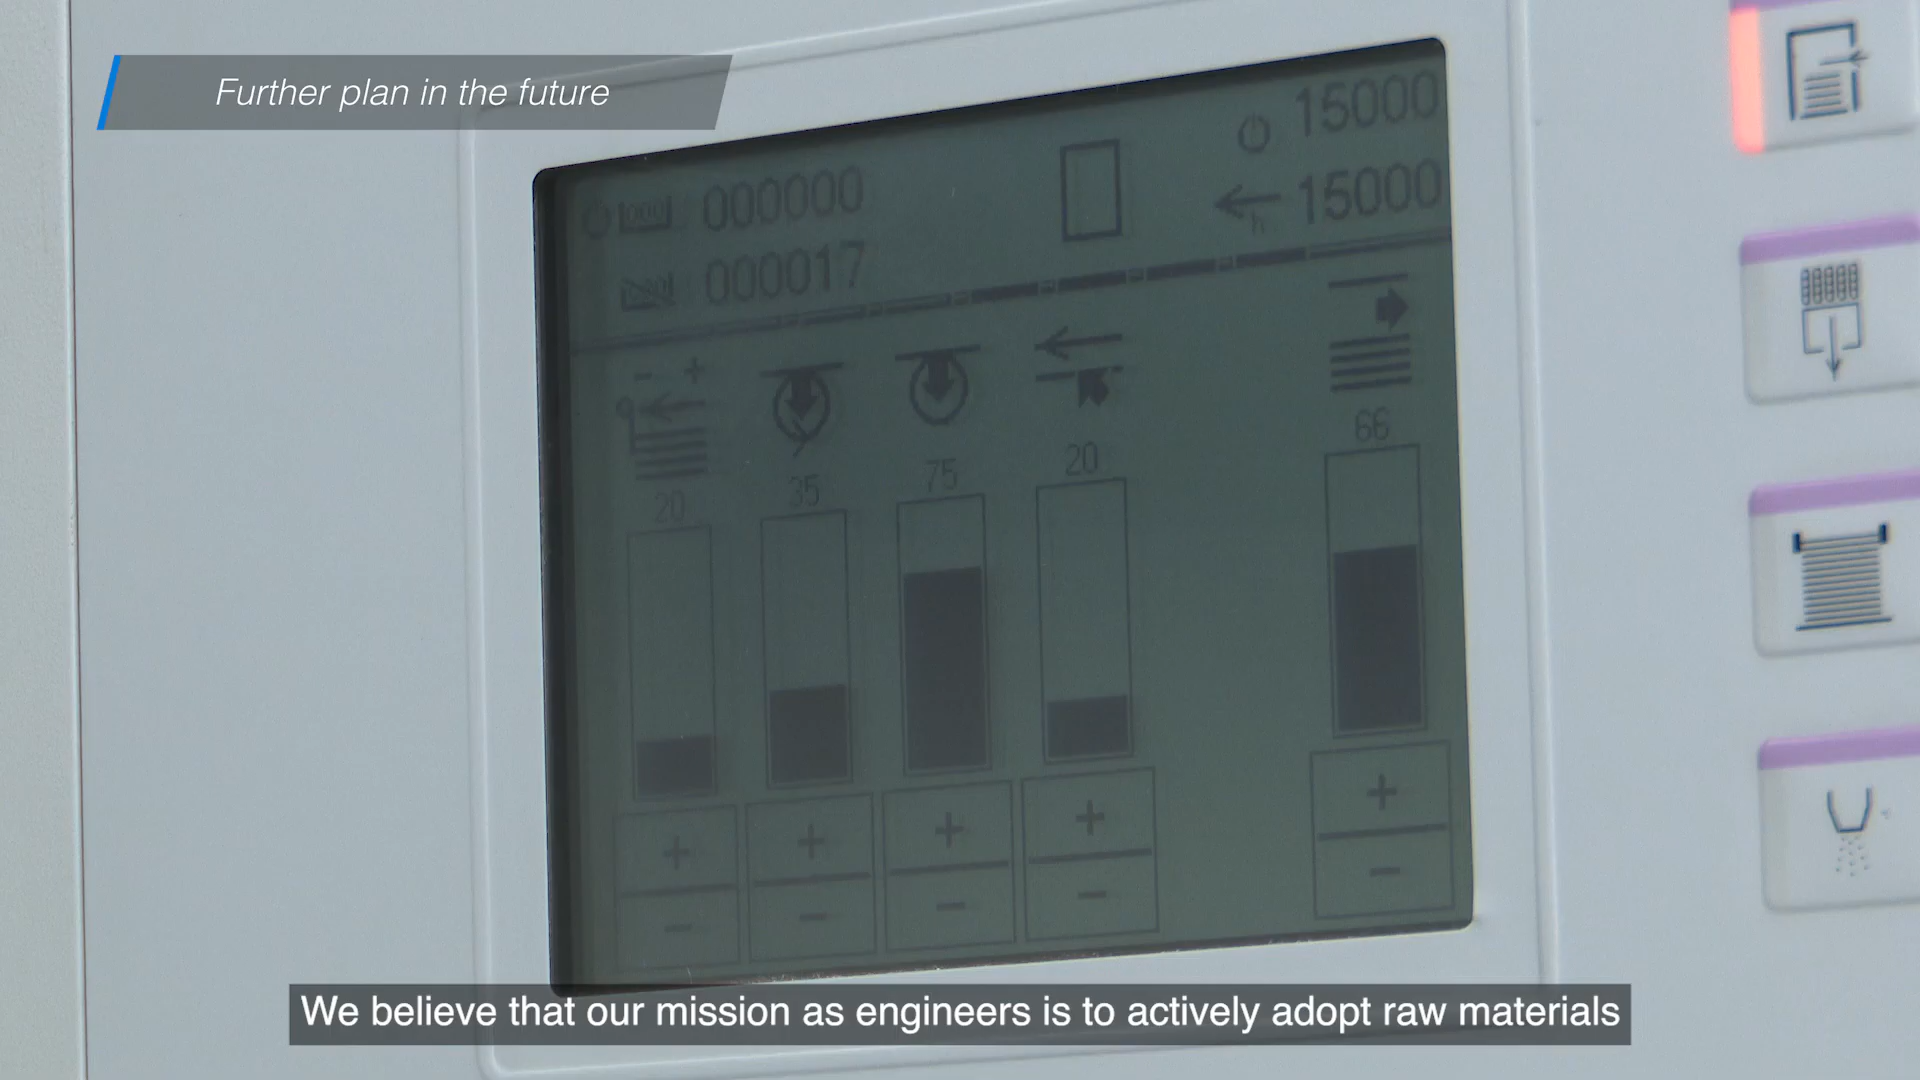 Further plan in the future
15000
000000
15000
000017
- +
20
35
75
20
66
+ + + + +
- - - - -
We believe that our mission as engineers is to actively adopt raw materials